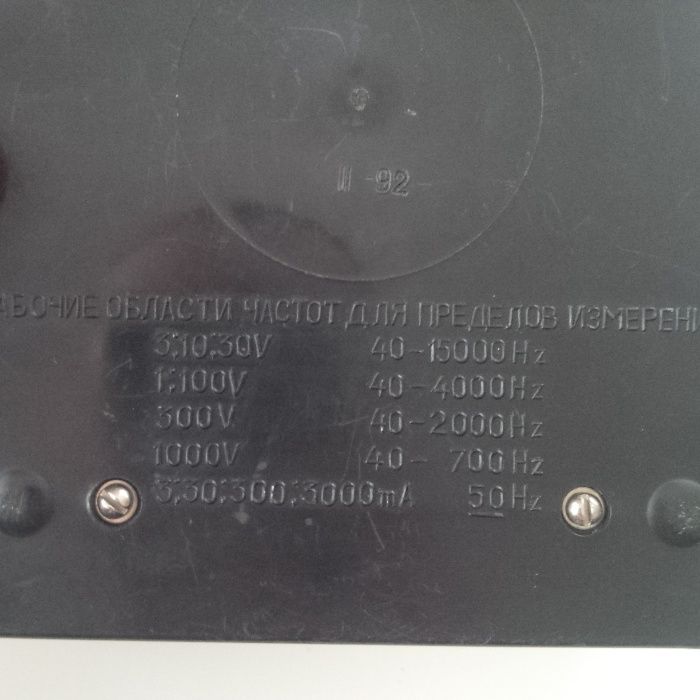 II-92
АБОЧИЕ ОБЛАСТИ ЧАСТОТ ДЛЯ ПРЕДЕЛОВ ИЗМЕРЕНИ
3;10;30V 40-15000Hz
1;100V 40-4000Hz
300V 40-2000Hz
1000V 40-700Hz
3;30;300;3000mA 50Hz